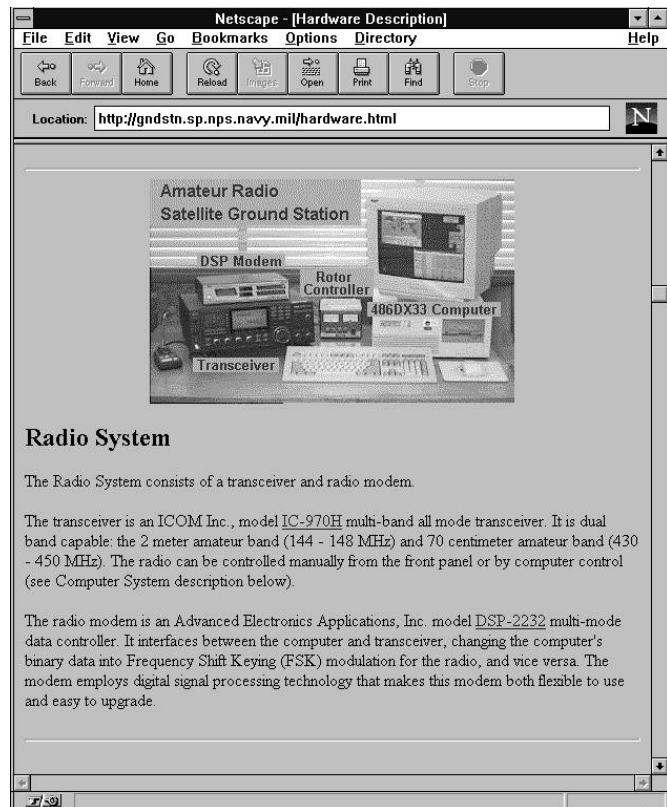 Netscape - [Hardware Description]
File Edit View Go Bookmarks Options Directory Help
Back Forward Home Reload Images Open Print Find Stop
Location: http://gndstn.sp.nps.navy.mil/hardware.html
N
Amateur Radio
Satellite Ground Station
DSP Modem
Rotor
Controller
486DX33 Computer
Transceiver
Radio System
The Radio System consists of a transceiver and radio modem.
The transceiver is an ICOM Inc., model IC-970H multi-band all mode transceiver. It is dual
band capable: the 2 meter amateur band (144 - 148 MHz) and 70 centimeter amateur band (430
- 450 MHz). The radio can be controlled manually from the front panel or by computer control
(see Computer System description below).
The radio modem is an Advanced Electronics Applications, Inc. model DSP-2232 multi-mode
data controller. It interfaces between the computer and transceiver, changing the computer's
binary data into Frequency Shift Keying (FSK) modulation for the radio, and vice versa. The
modem employs digital signal processing technology that makes this modem both flexible to use
and easy to upgrade.